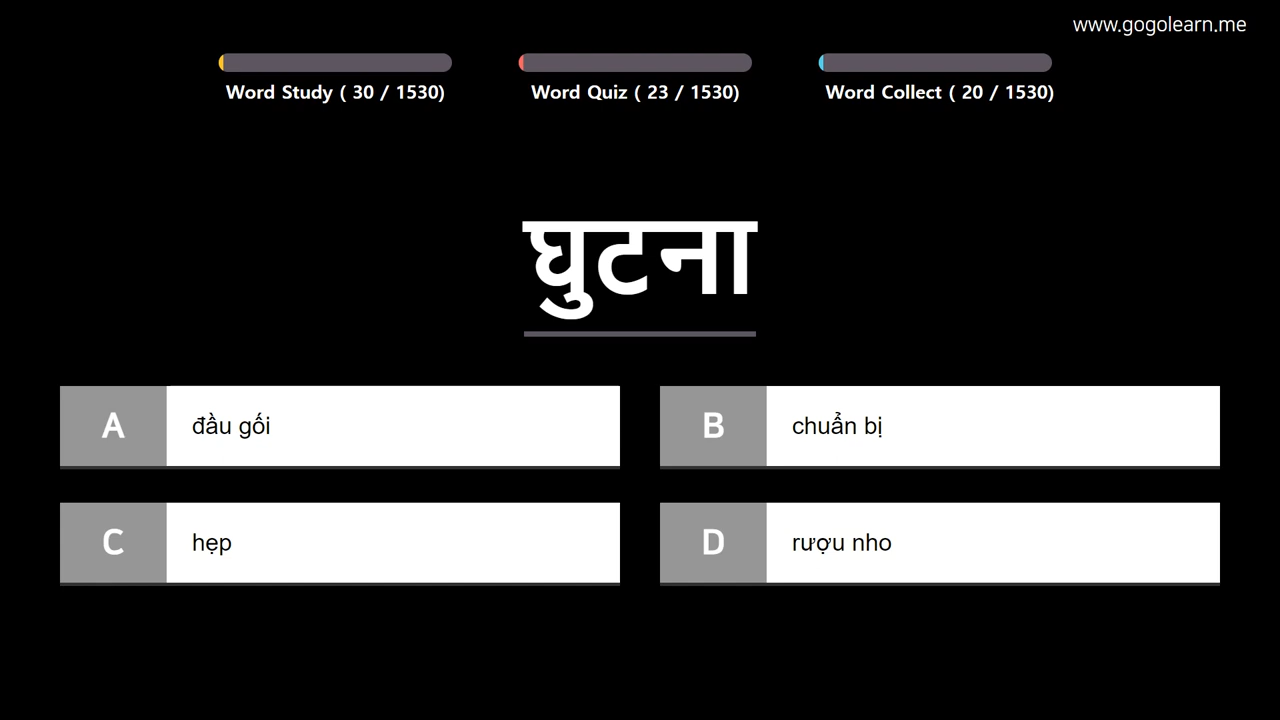 www.gogolearn.me
Word Study ( 30 / 1530)
Word Quiz ( 23 / 1530)
Word Collect ( 20 / 1530)
घुटना
A đầu gối
B chuẩn bị
C hẹp
D rượu nho